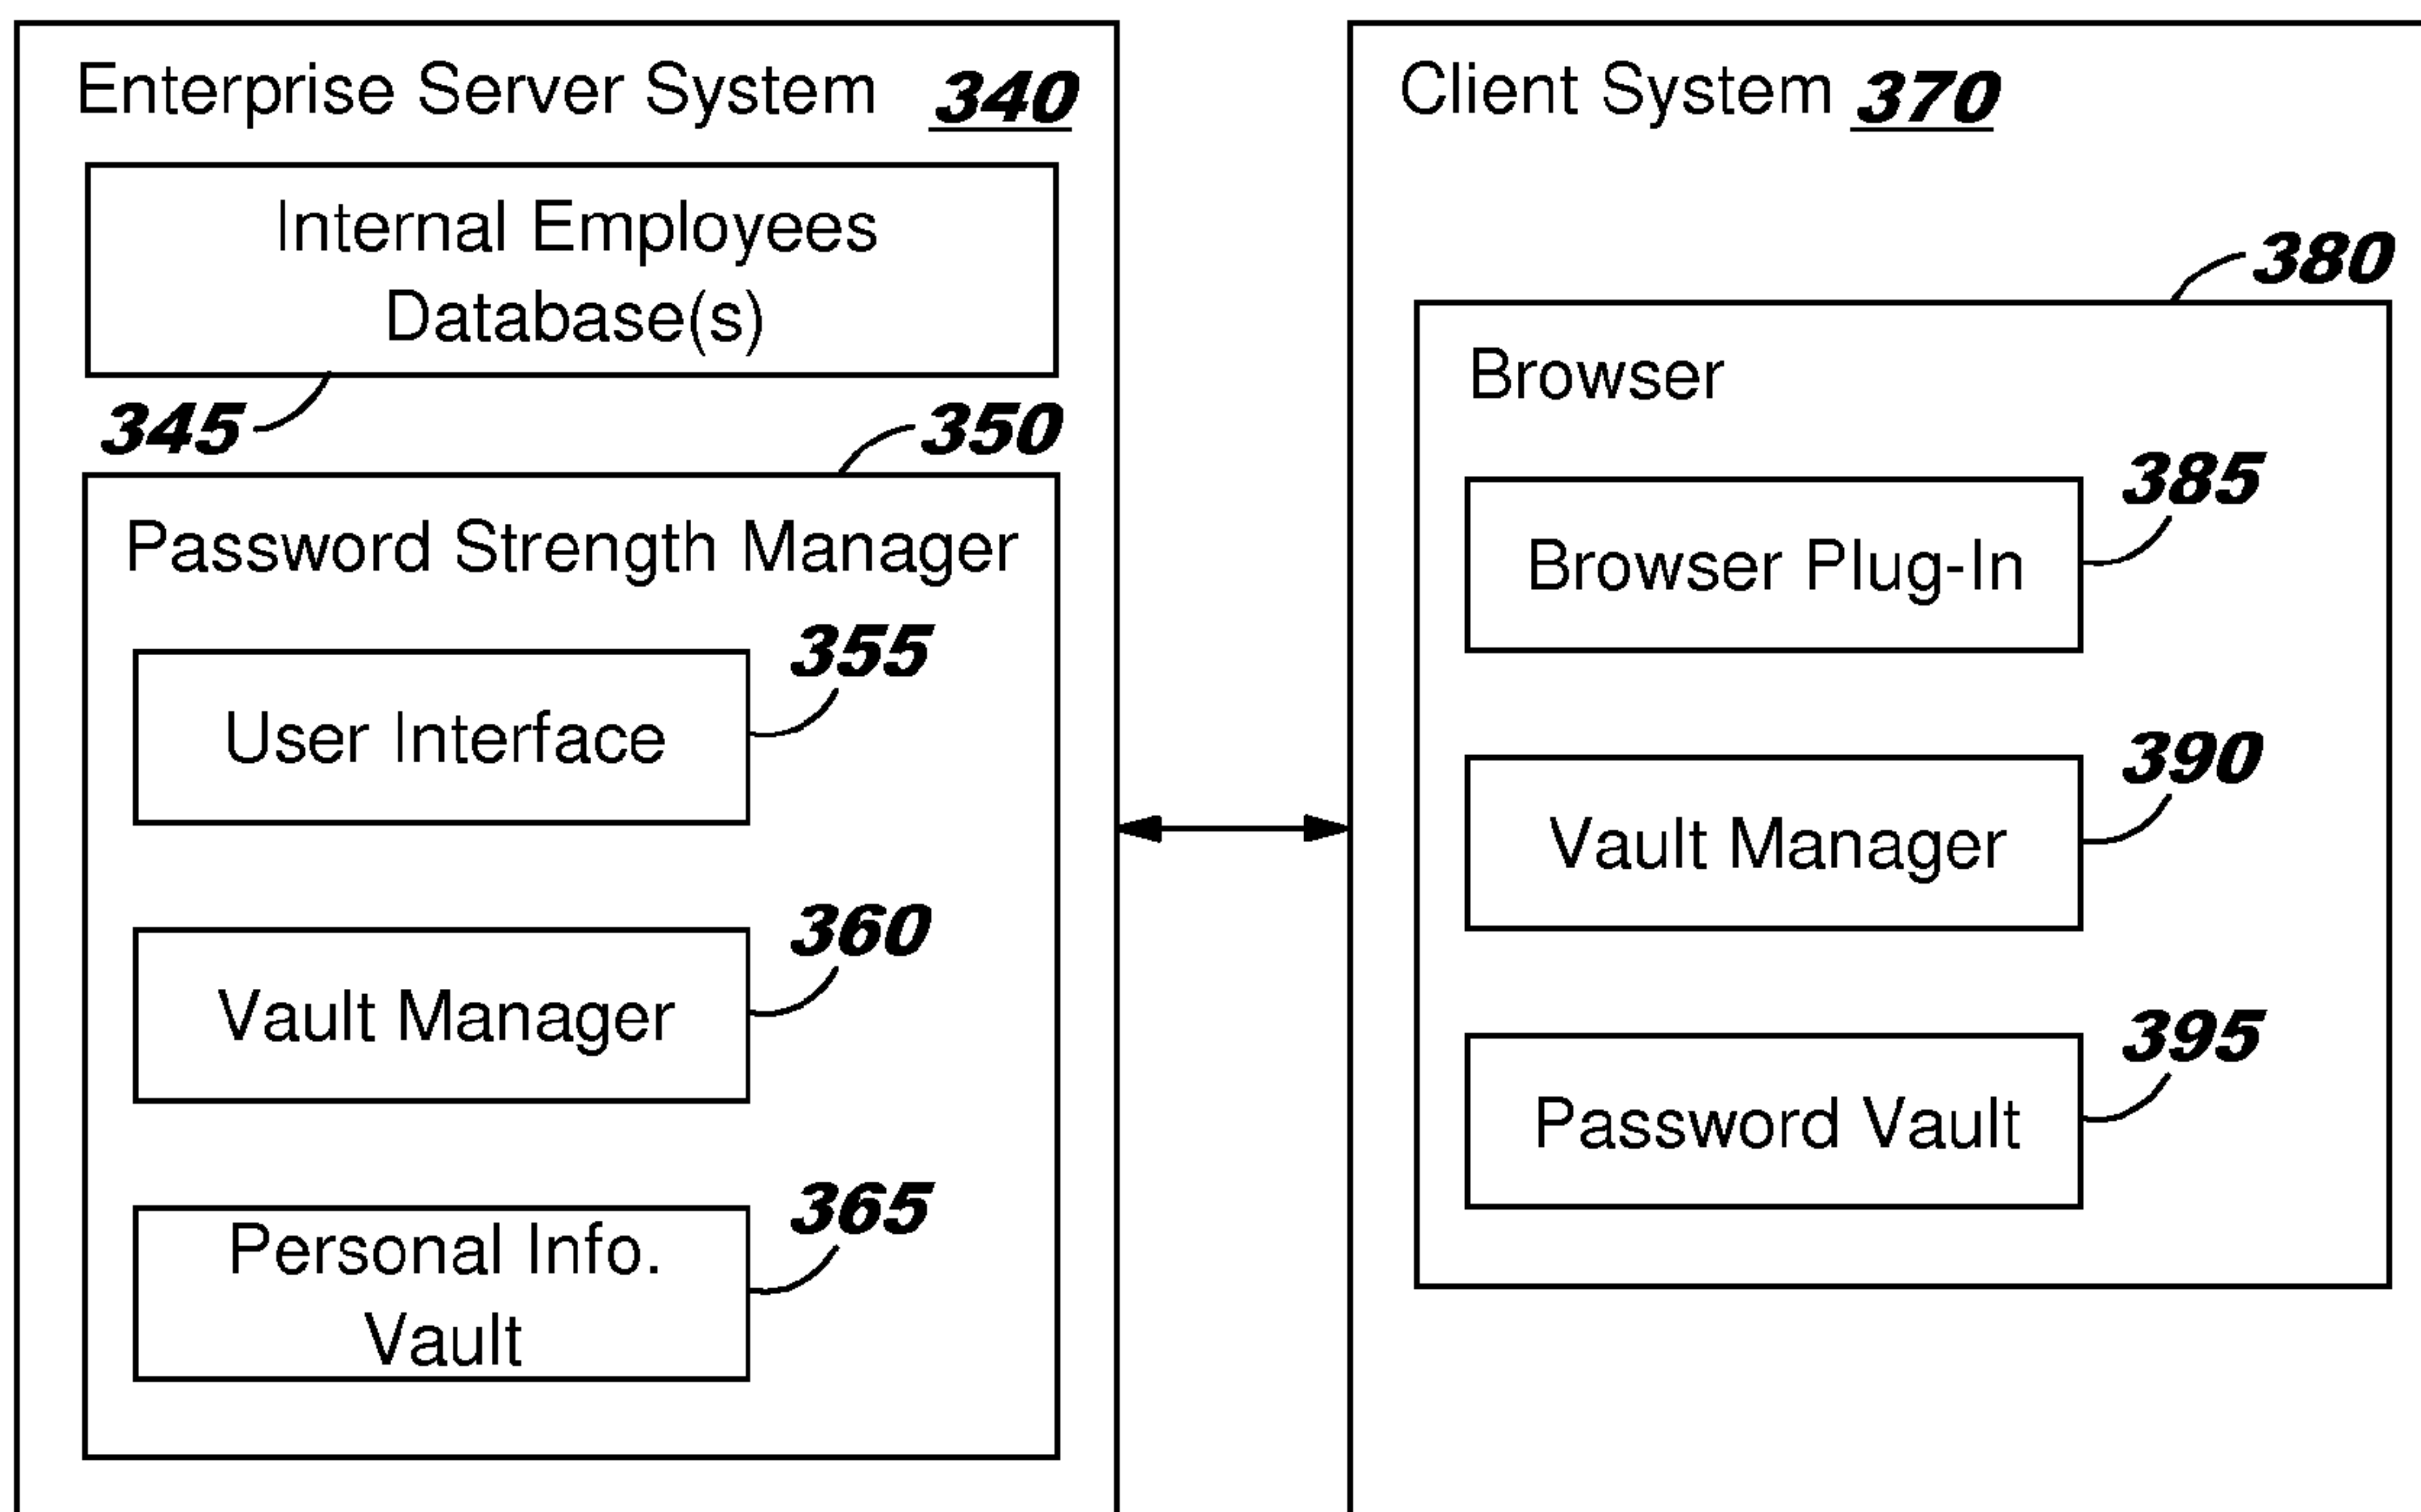 Enterprise Server System 340
Internal Employees
Database(s)
345
350
Password Strength Manager
355
User Interface
360
Vault Manager
365
Personal Info.
Vault
Client System 370
380
Browser
385
Browser Plug-In
390
Vault Manager
395
Password Vault